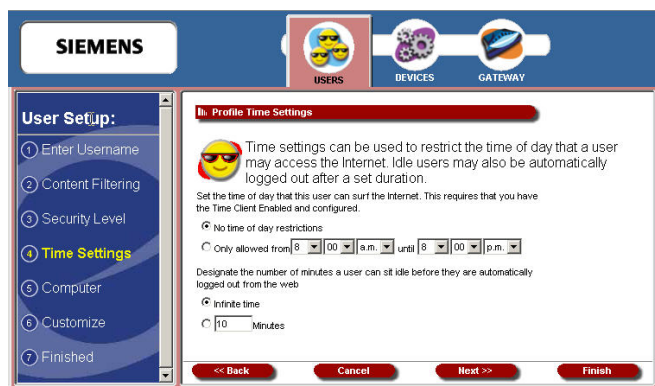 SIEMENS
USERS
DEVICES
GATEWAY
User Setup:
1 Enter Username
2 Content Filtering
3 Security Level
4 Time Settings
5 Computer
6 Customize
7 Finished
Profile Time Settings
Time settings can be used to restrict the time of day that a user
may access the Internet. Idle users may also be automatically
logged out after a set duration.
Set the time of day that this user can surf the Internet. This requires that you have
the Time Client Enabled and configured.
No time of day restrictions
Only allowed from 8 00 a.m. until 8 00 p.m.
Designate the number of minutes a user can sit idle before they are automatically
logged out from the web
Infinite time
10 Minutes
<< Back
Cancel
Next >>
Finish